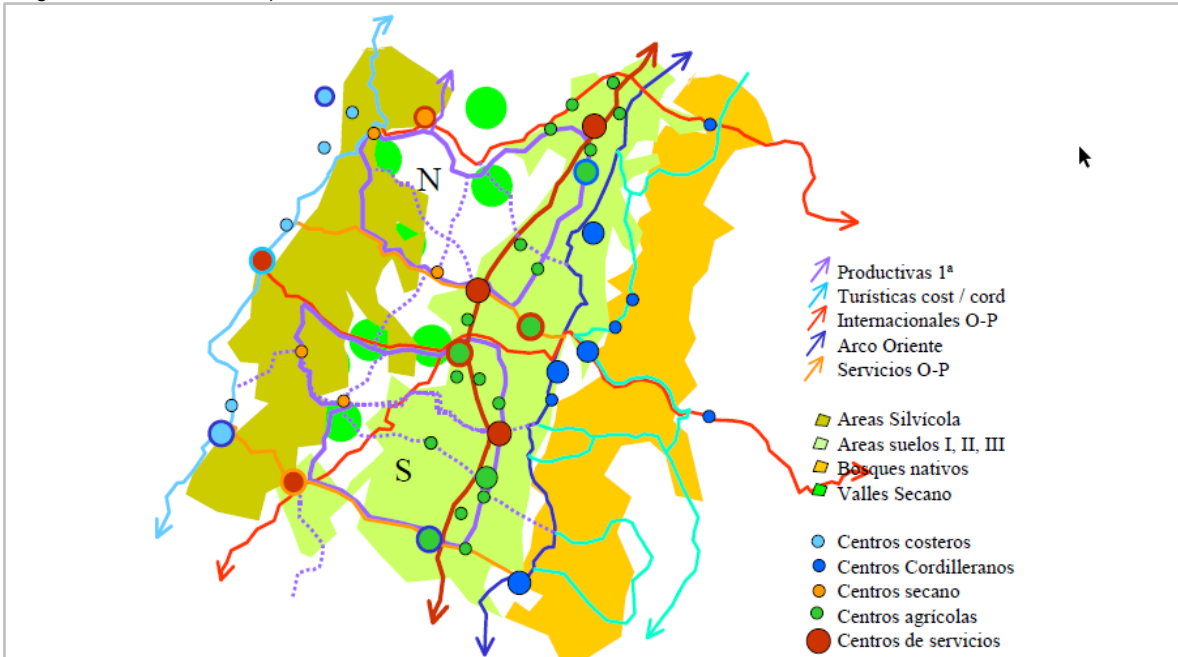 N
S
Productivas 1ª
Turísticas cost / cord
Internacionales O-P
Arco Oriente
Servicios O-P
Areas Silvícola
Areas suelos I, II, III
Bosques nativos
Valles Secano
Centros costeros
Centros Cordilleranos
Centros secano
Centros agrícolas
Centros de servicios